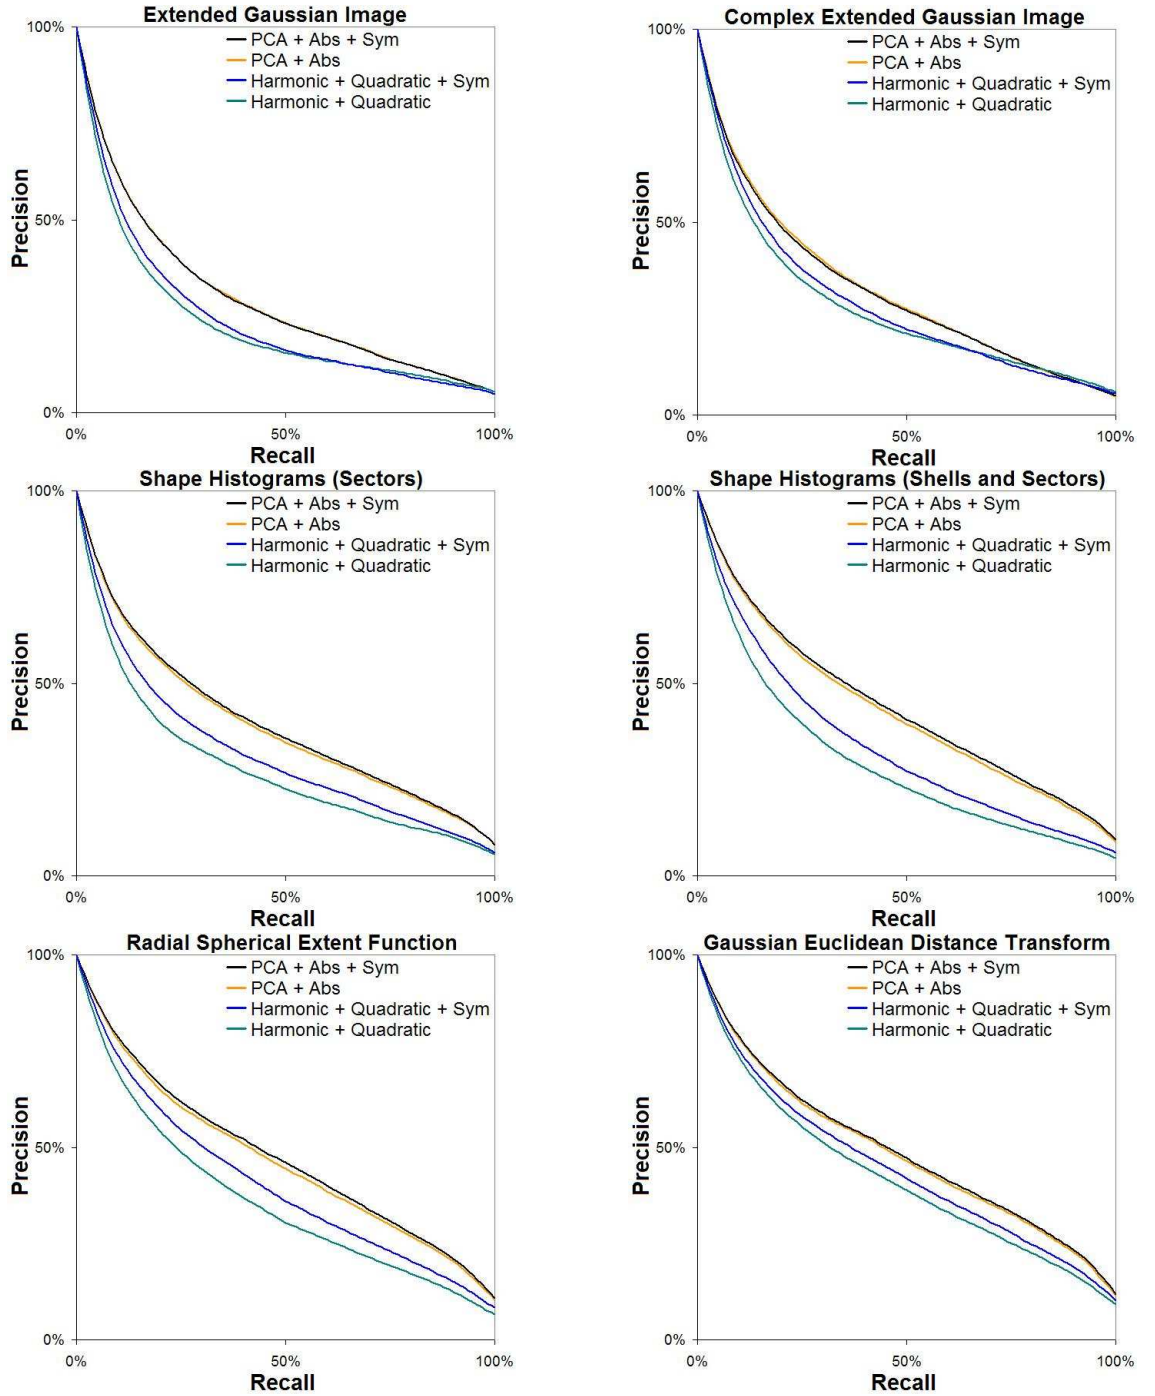 Extended Gaussian Image
100%
PCA + Abs + Sym
PCA + Abs
Harmonic + Quadratic + Sym
Harmonic + Quadratic
Precision
50%
0%
0%
50%
100%
Recall
Complex Extended Gaussian Image
100%
PCA + Abs + Sym
PCA + Abs
Harmonic + Quadratic + Sym
Harmonic + Quadratic
Precision
50%
0%
0%
50%
100%
Recall
Shape Histograms (Sectors)
100%
PCA + Abs + Sym
PCA + Abs
Harmonic + Quadratic + Sym
Harmonic + Quadratic
Precision
50%
0%
0%
50%
100%
Recall
Shape Histograms (Shells and Sectors)
100%
PCA + Abs + Sym
PCA + Abs
Harmonic + Quadratic + Sym
Harmonic + Quadratic
Precision
50%
0%
0%
50%
100%
Recall
Radial Spherical Extent Function
100%
PCA + Abs + Sym
PCA + Abs
Harmonic + Quadratic + Sym
Harmonic + Quadratic
Precision
50%
0%
0%
50%
100%
Recall
Gaussian Euclidean Distance Transform
100%
PCA + Abs + Sym
PCA + Abs
Harmonic + Quadratic + Sym
Harmonic + Quadratic
Precision
50%
0%
0%
50%
100%
Recall